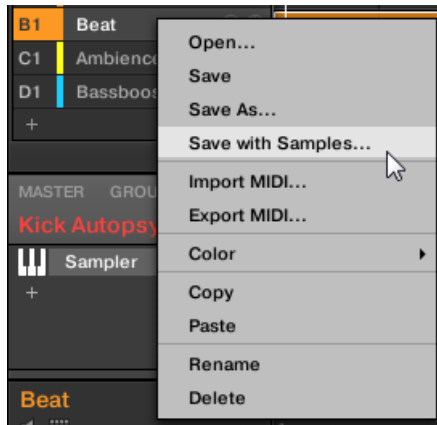 B1 Beat
C1 Ambience
D1 Bassboos
+
MASTER GROU
Kick Autopsy
Sampler
+
Beat
Open...
Save
Save As...
Save with Samples...
Import MIDI...
Export MIDI...
Color
Copy
Paste
Rename
Delete